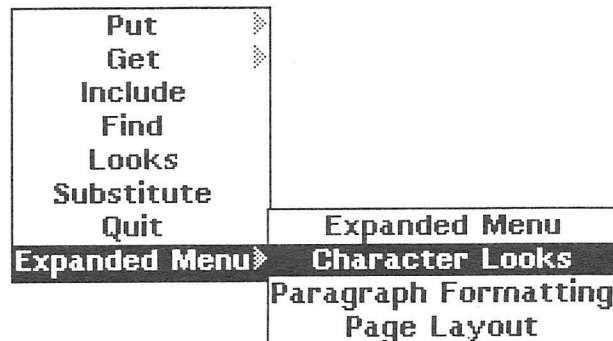 Put
Get
Include
Find
Looks
Substitute
Quit
Expanded Menu
Expanded Menu
Character Looks
Paragraph Formatting
Page Layout